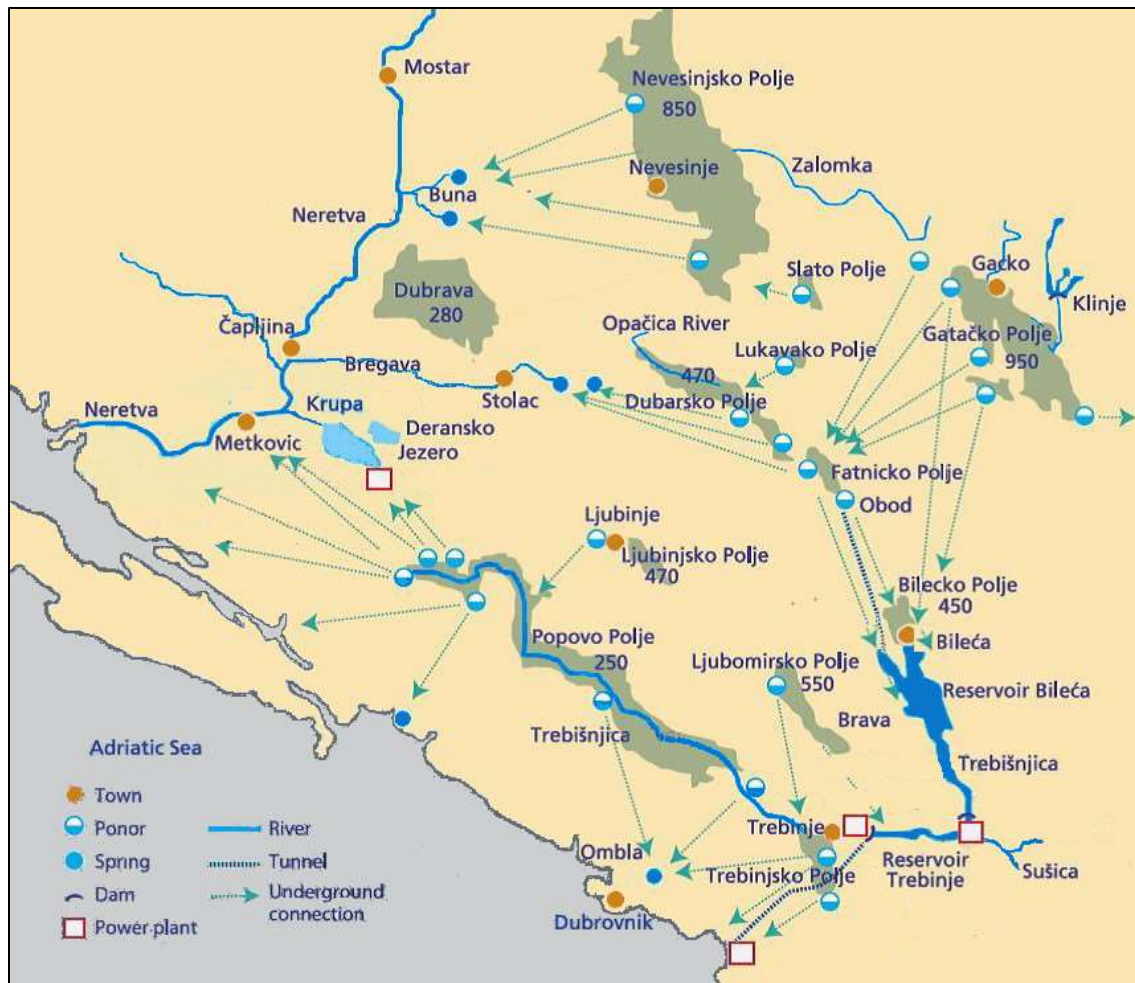 Mostar
Nevesinjsko Polje
850
Zalomka
Nevesinje
Buna
Neretva
Gacko
Slato Polje
Klinje
Dubrava
280
Opačica River
Čapljina
Gatačko Polje
950
Lukavako Polje
Bregava
470
Stolac
Dubarsko Polje
Neretva
Krupa
Metkovic
Deransko
Jezero
Fatnicko Polje
Obod
Ljubinje
Ljubinjsko Polje
470
Bilecko Polje
450
Bileća
Popovo Polje
250
Ljubomirsko Polje
550
Reservoir Bileća
Brava
Trebišnjica
Trebišnjica
Adriatic Sea
Town
Ponor
River
Spring
Tunnel
Dam
Underground
connection
Power plant
Trebinje
Ombla
Trebinjsko Polje
Reservoir
Trebinje
Sušica
Dubrovnik